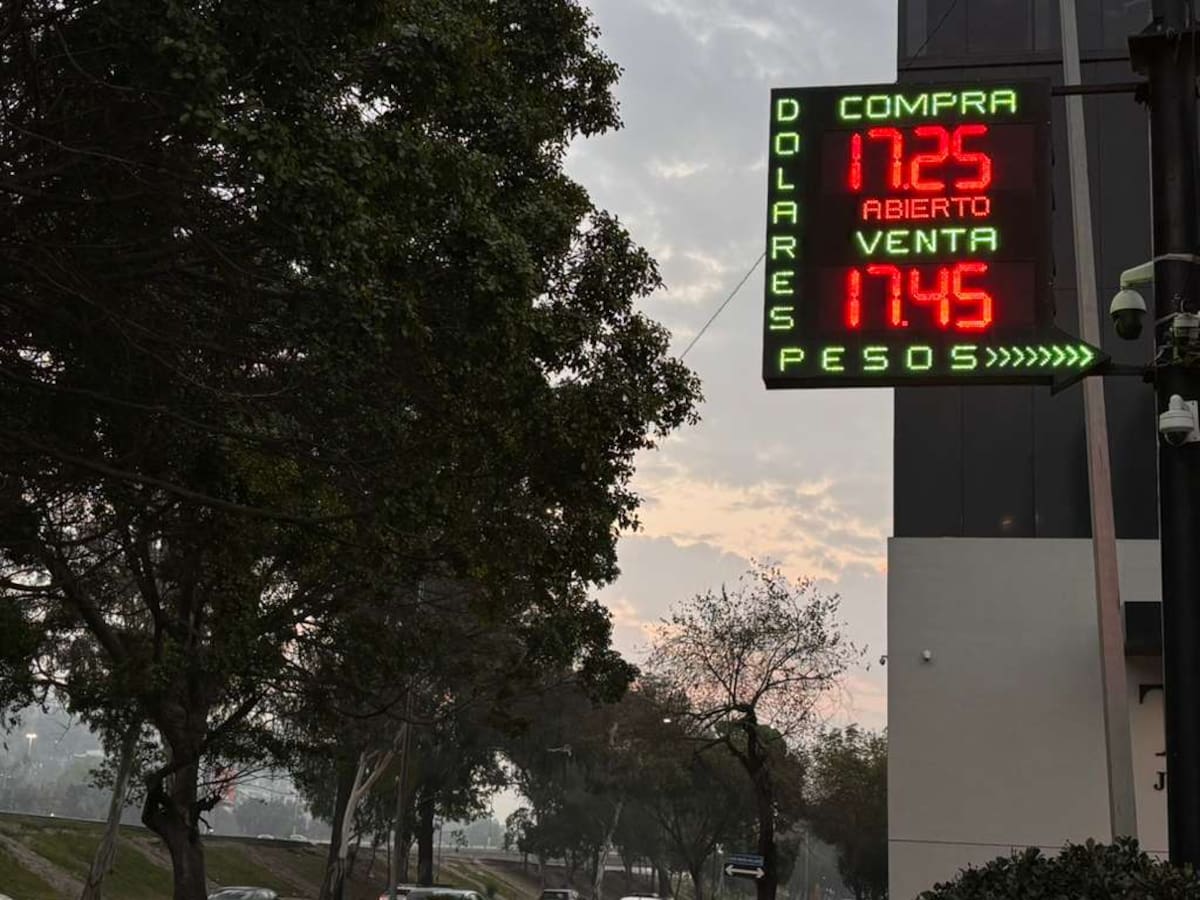 DOLARES
COMPRA
17.25
ABIERTO
VENTA
17.45
PESOS >>>>>>>>>
J